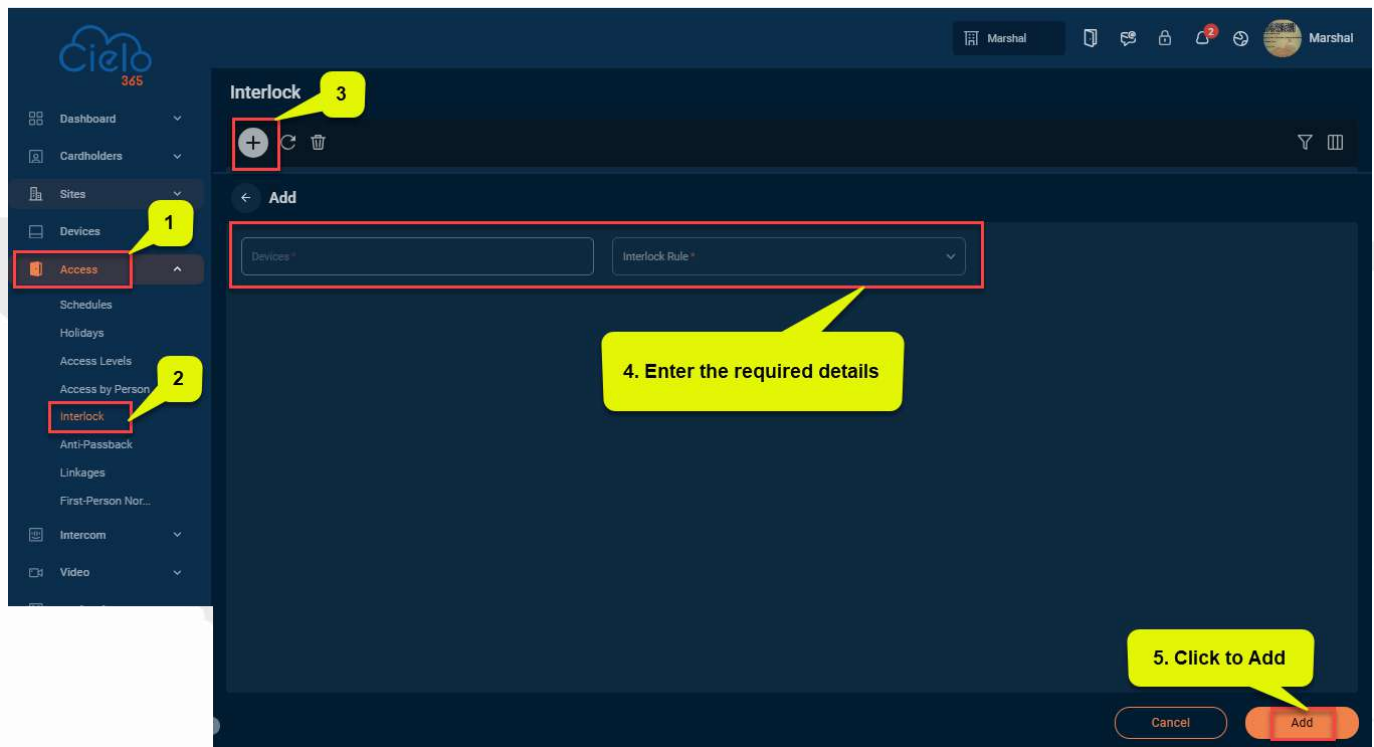 Cielo
365
Marshal
2
Marshal
Interlock
3
Dashboard
Cardholders
Sites
Add
Devices
1
Devices *
Interlock Rule *
Access
Schedules
Holidays
Access Levels
4. Enter the required details
Access by Person
2
Interlock
Anti-Passback
Linkages
First-Person Nor...
Intercom
Video
5. Click to Add
Cancel
Add